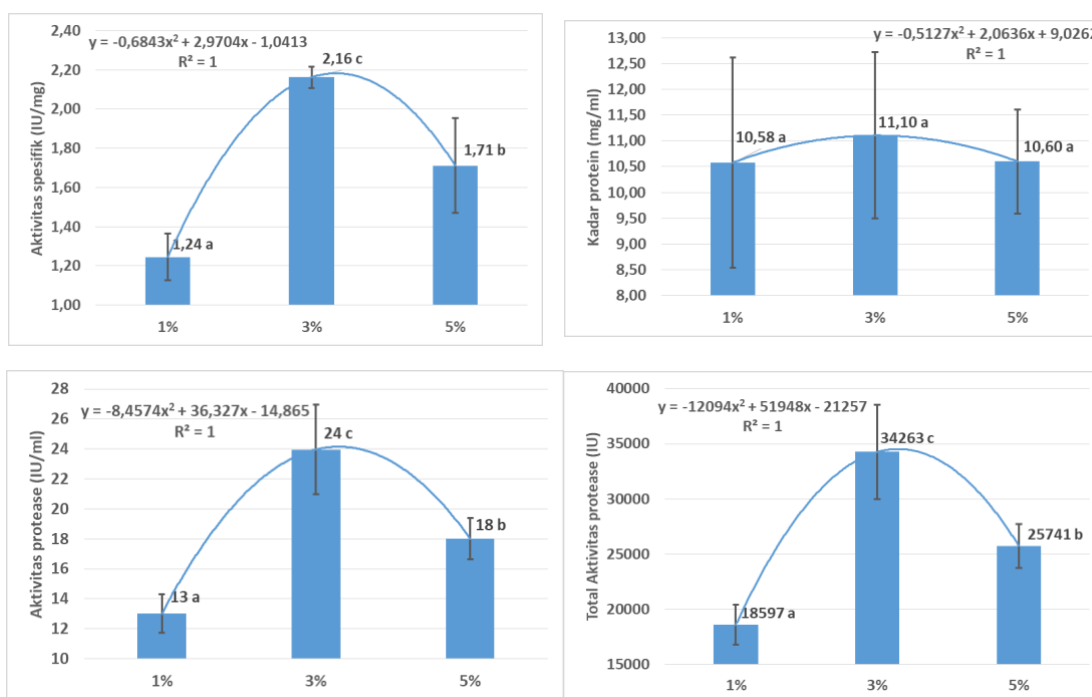 Aktivitas spesifik (IU/mg)
2,40
2,20
2,00
1,80
1,60
1,40
1,20
1,00
y = -0,6843x² + 2,9704x - 1,0413
R² = 1
1,24 a
2,16 c
1,71 b
1%
3%
5%
Kadar protein (mg/ml)
13,00
12,50
12,00
11,50
11,00
10,50
10,00
9,50
9,00
8,50
8,00
y = -0,5127x² + 2,0636x + 9,0262
R² = 1
10,58 a
11,10 a
10,60 a
1%
3%
5%
Aktivitas protease (IU/ml)
28
26
24
22
20
18
16
14
12
10
y = -8,4574x² + 36,327x - 14,865
R² = 1
13 a
24 c
18 b
1%
3%
5%
Total Aktivitas protease (IU)
40000
35000
30000
25000
20000
15000
y = -12094x² + 51948x - 21257
R² = 1
18597 a
34263 c
25741 b
1%
3%
5%